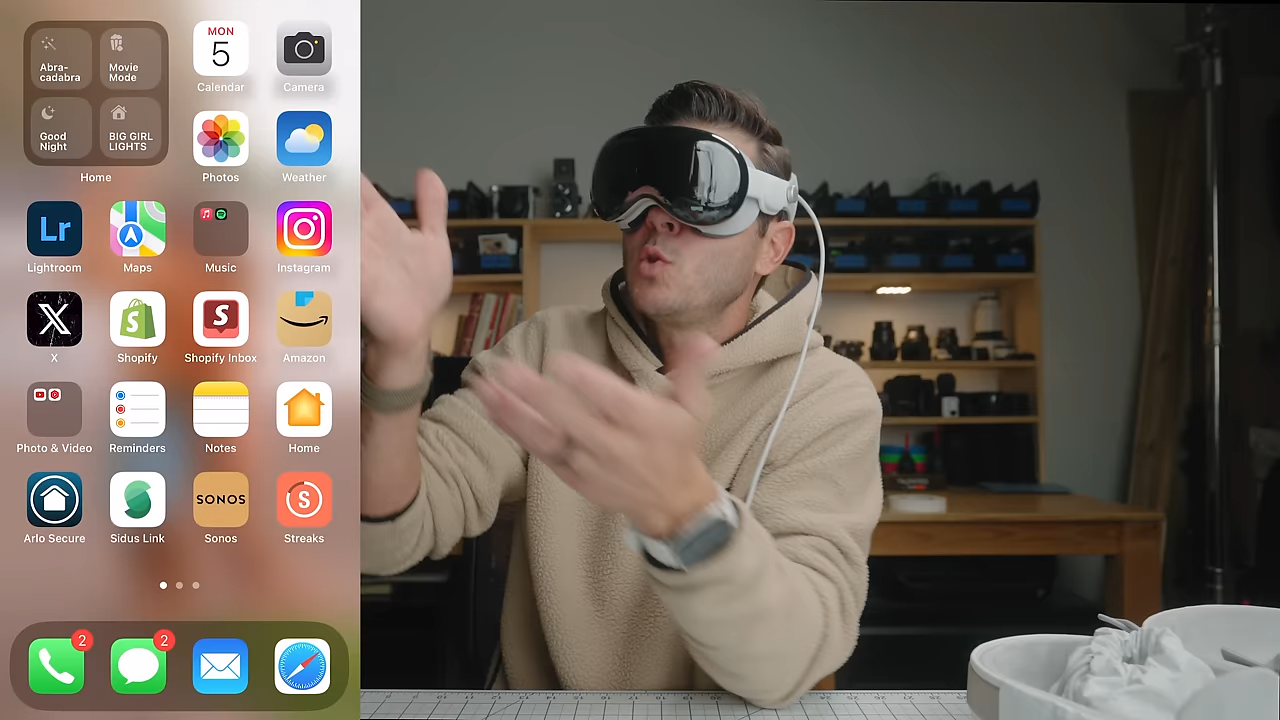 Abra-
cadabra
Movie
Mode
Good
Night
BIG GIRL
LIGHTS
Home
MON
5
Calendar
Camera
Photos
Weather
Lr
Lightroom
Maps
Music
Instagram
X
S
Shopify
S
Shopify Inbox
Amazon
Photo & Video
Reminders
Notes
Home
Arlo Secure
Sidus Link
SONOS
Sonos
S
Streaks
2
2